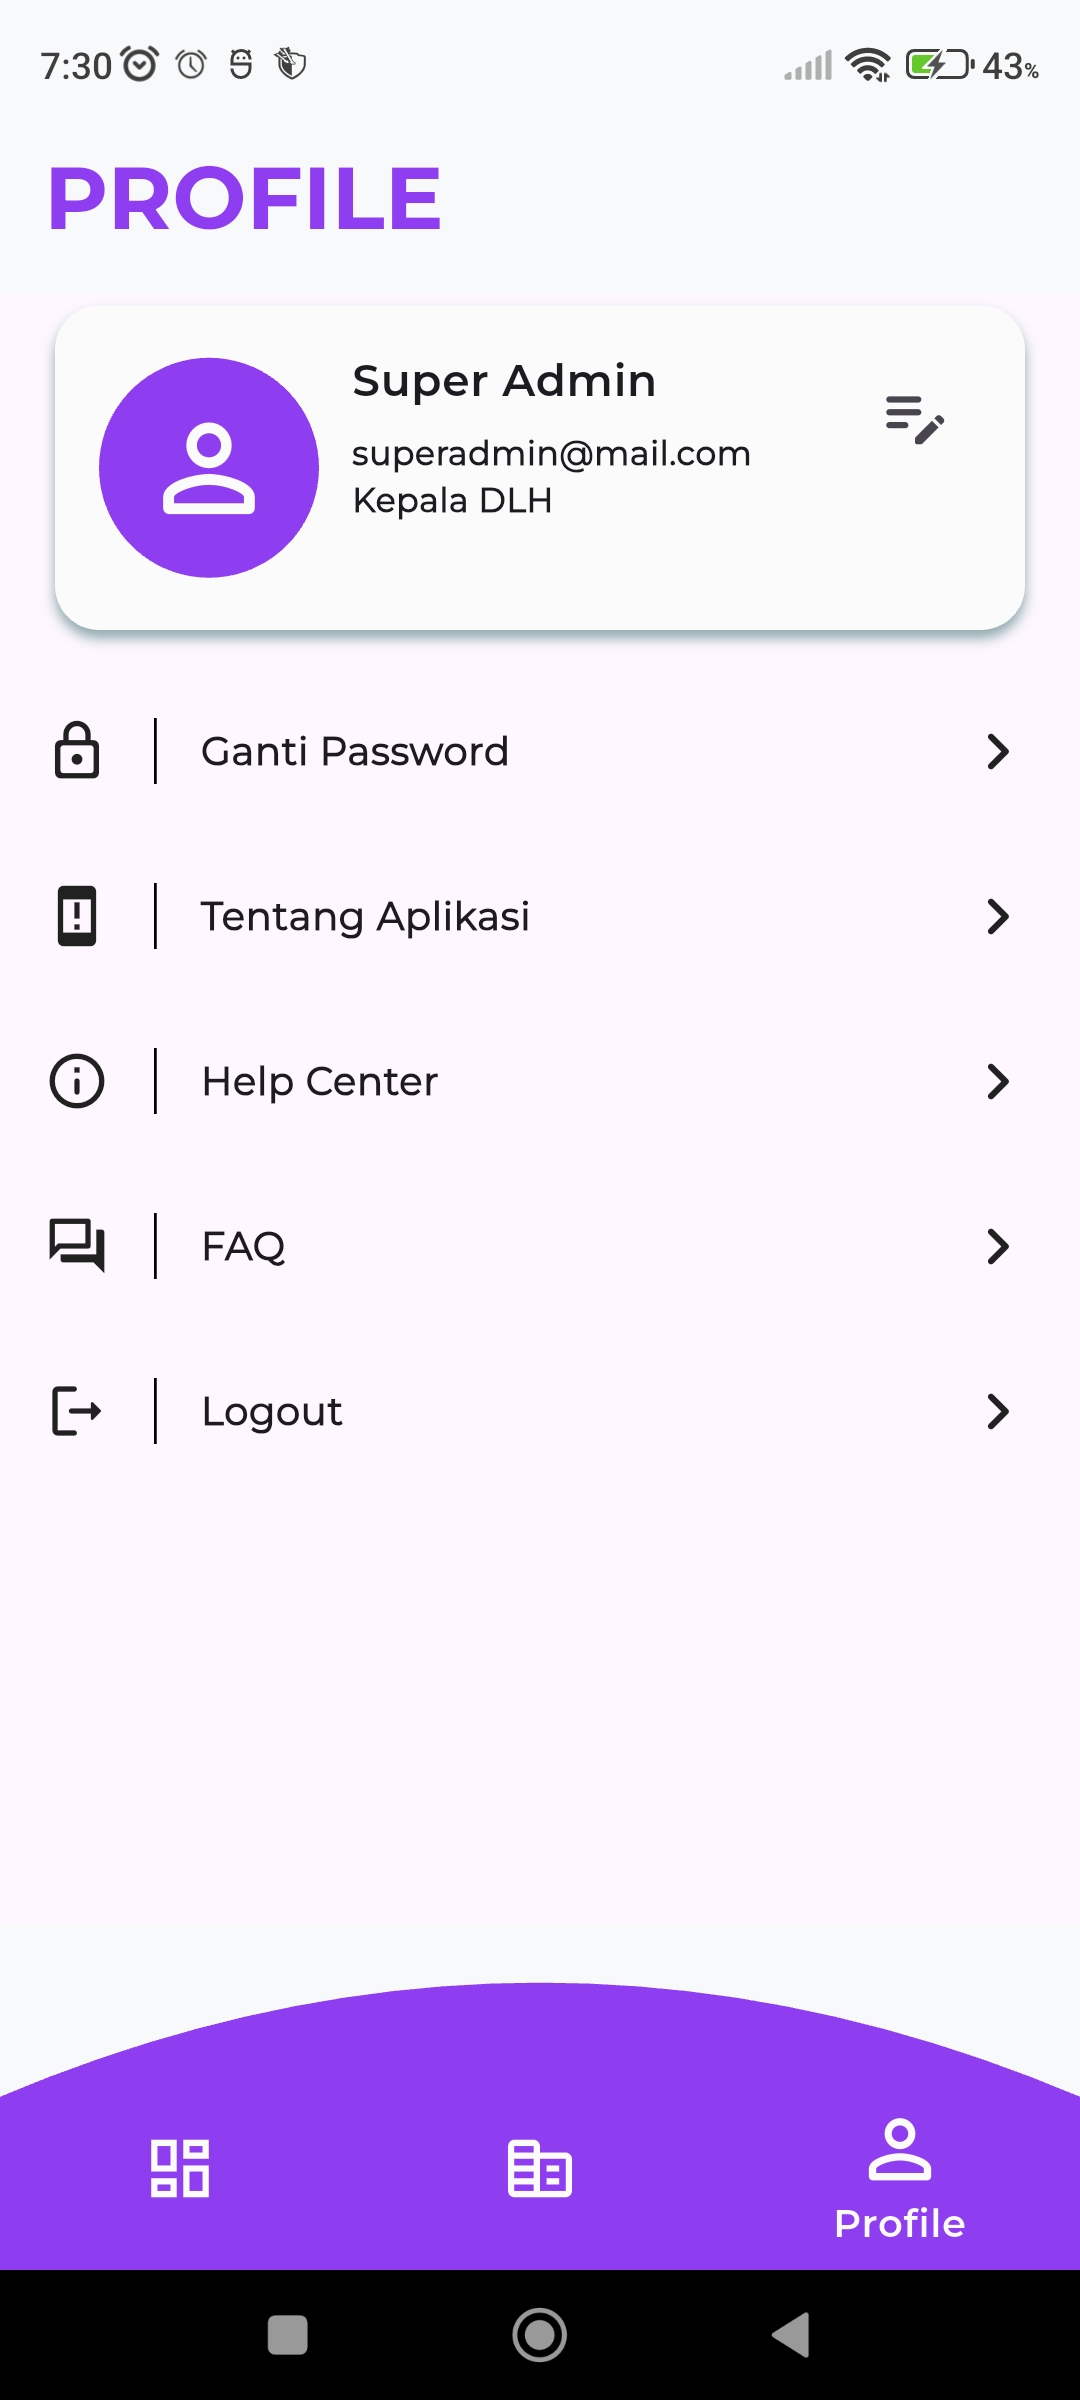 7:30
43%
PROFILE
Super Admin
superadmin@mail.com
Kepala DLH
Ganti Password
Tentang Aplikasi
Help Center
FAQ
Logout
Profile